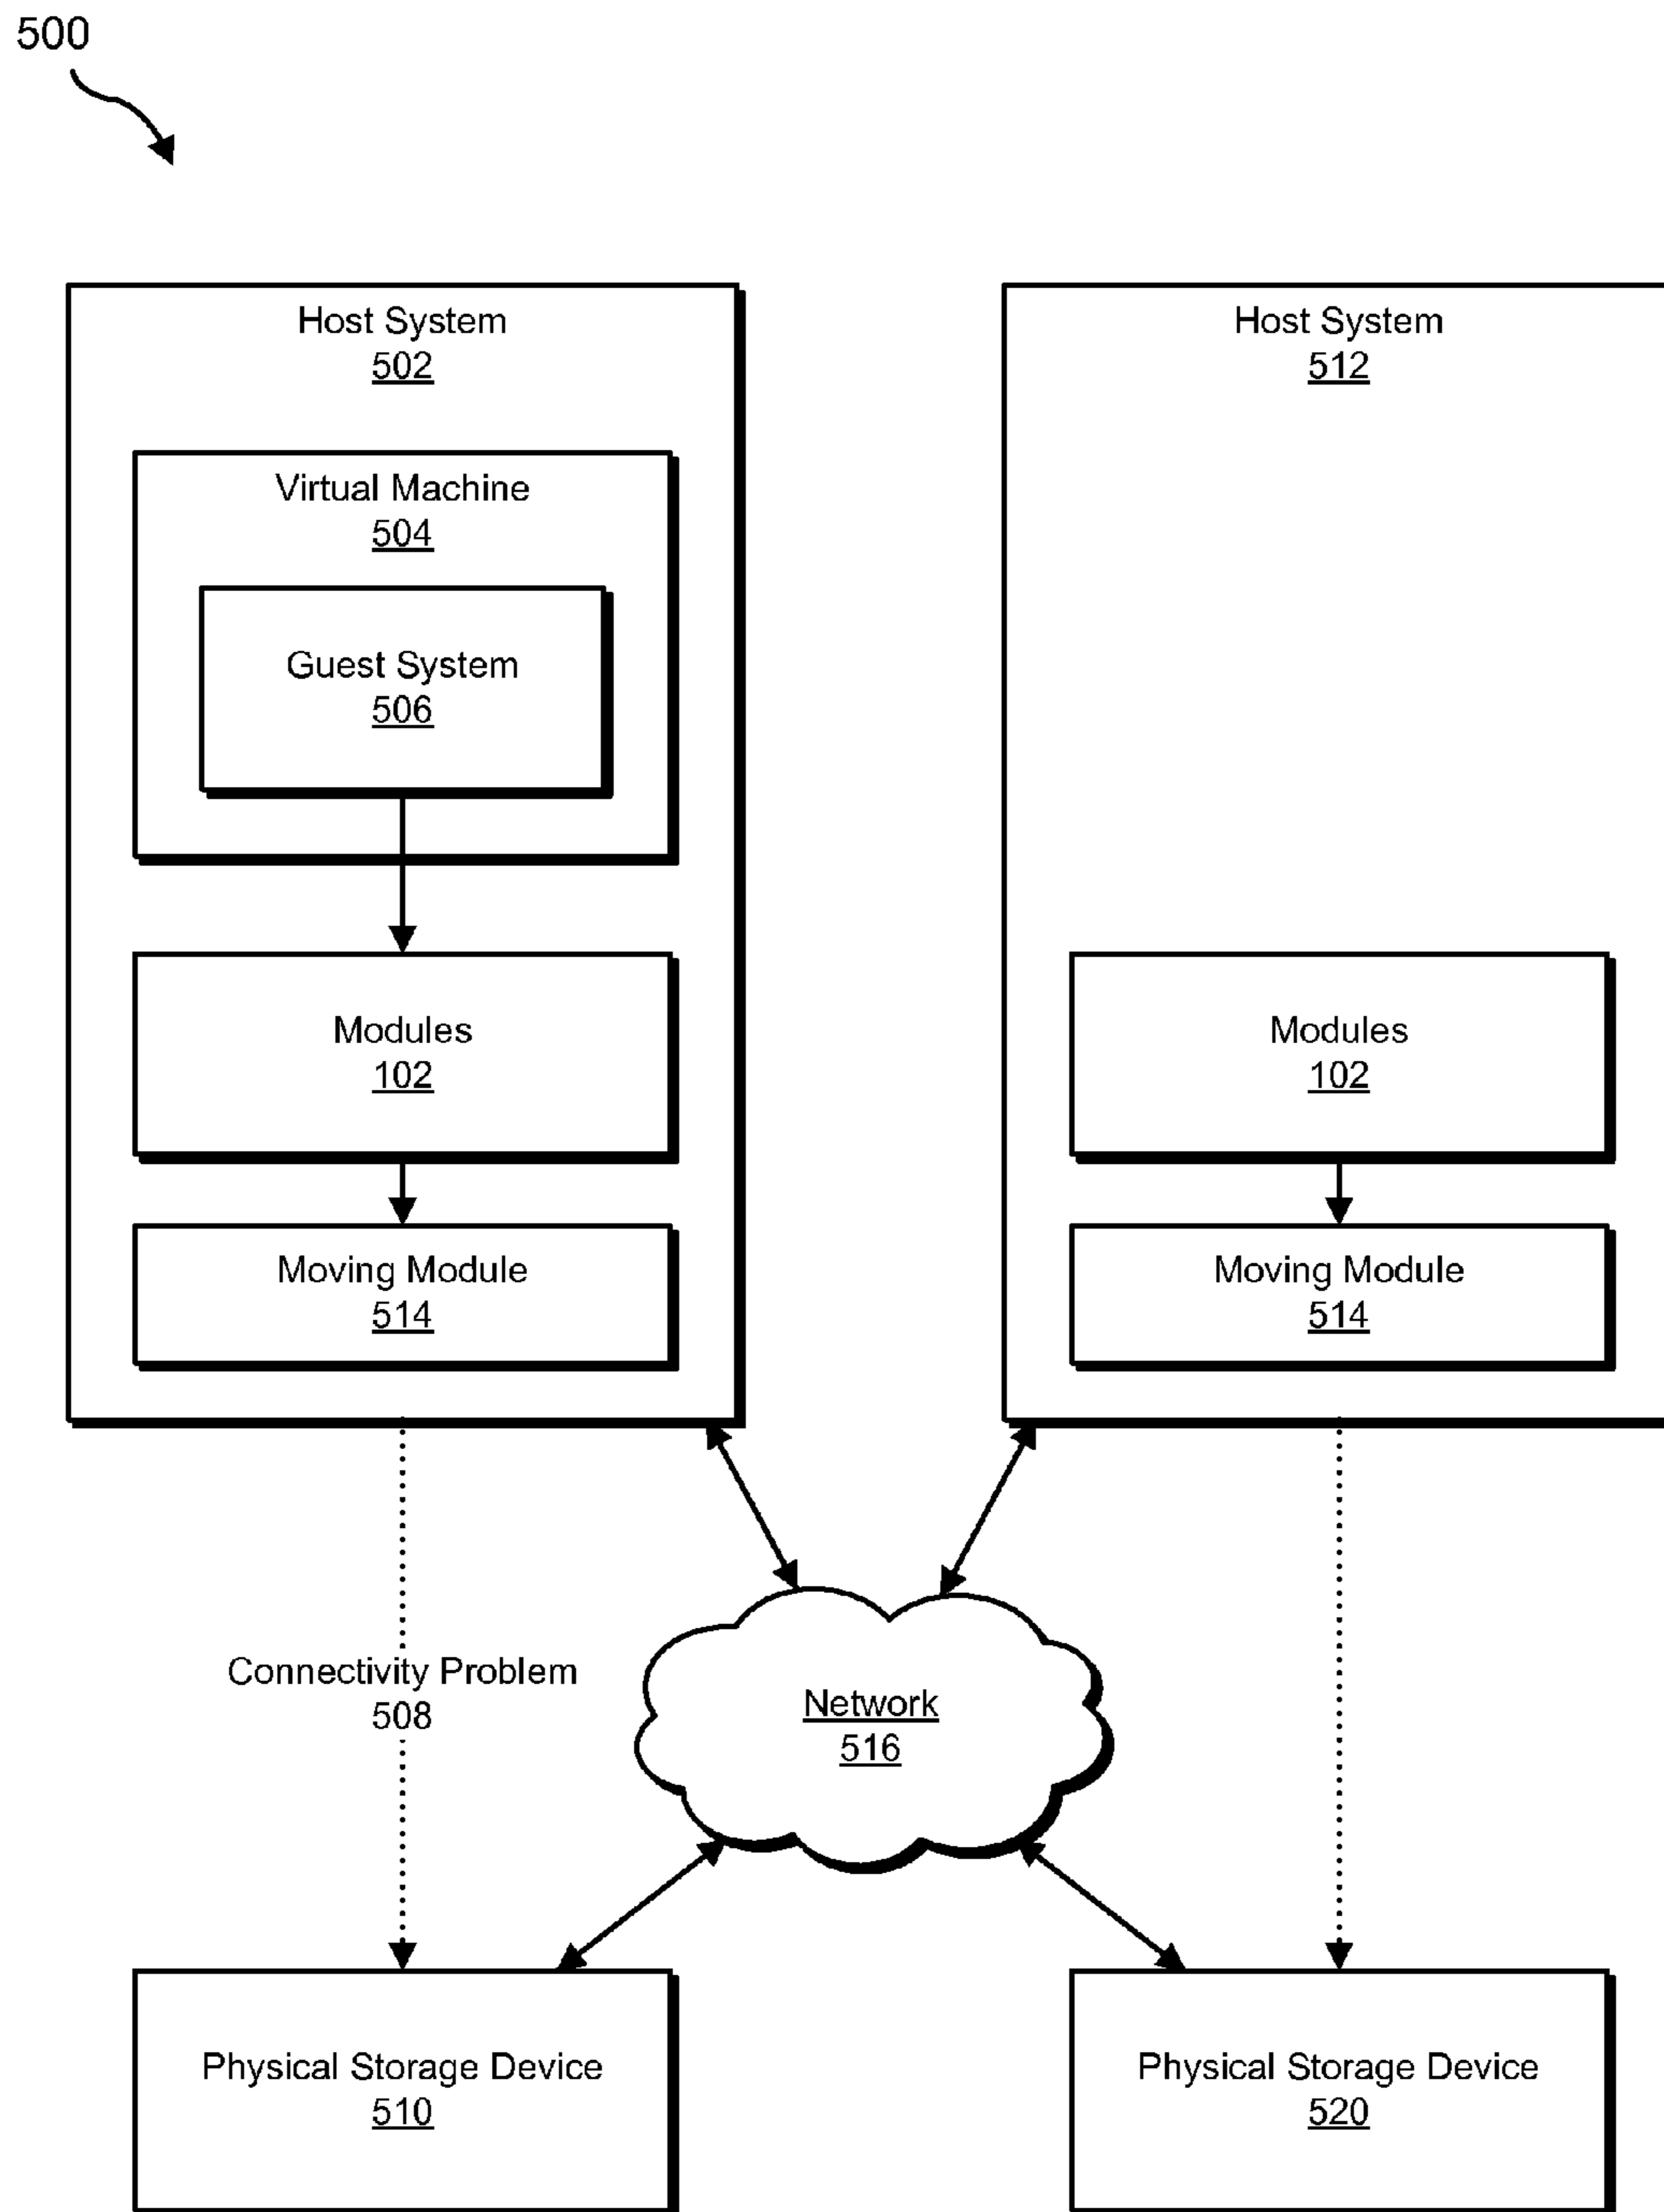 500
Host System
502
Virtual Machine
504
Guest System
506
Modules
102
Moving Module
514
Host System
512
Modules
102
Moving Module
514
Connectivity Problem
508
Network
516
Physical Storage Device
510
Physical Storage Device
520